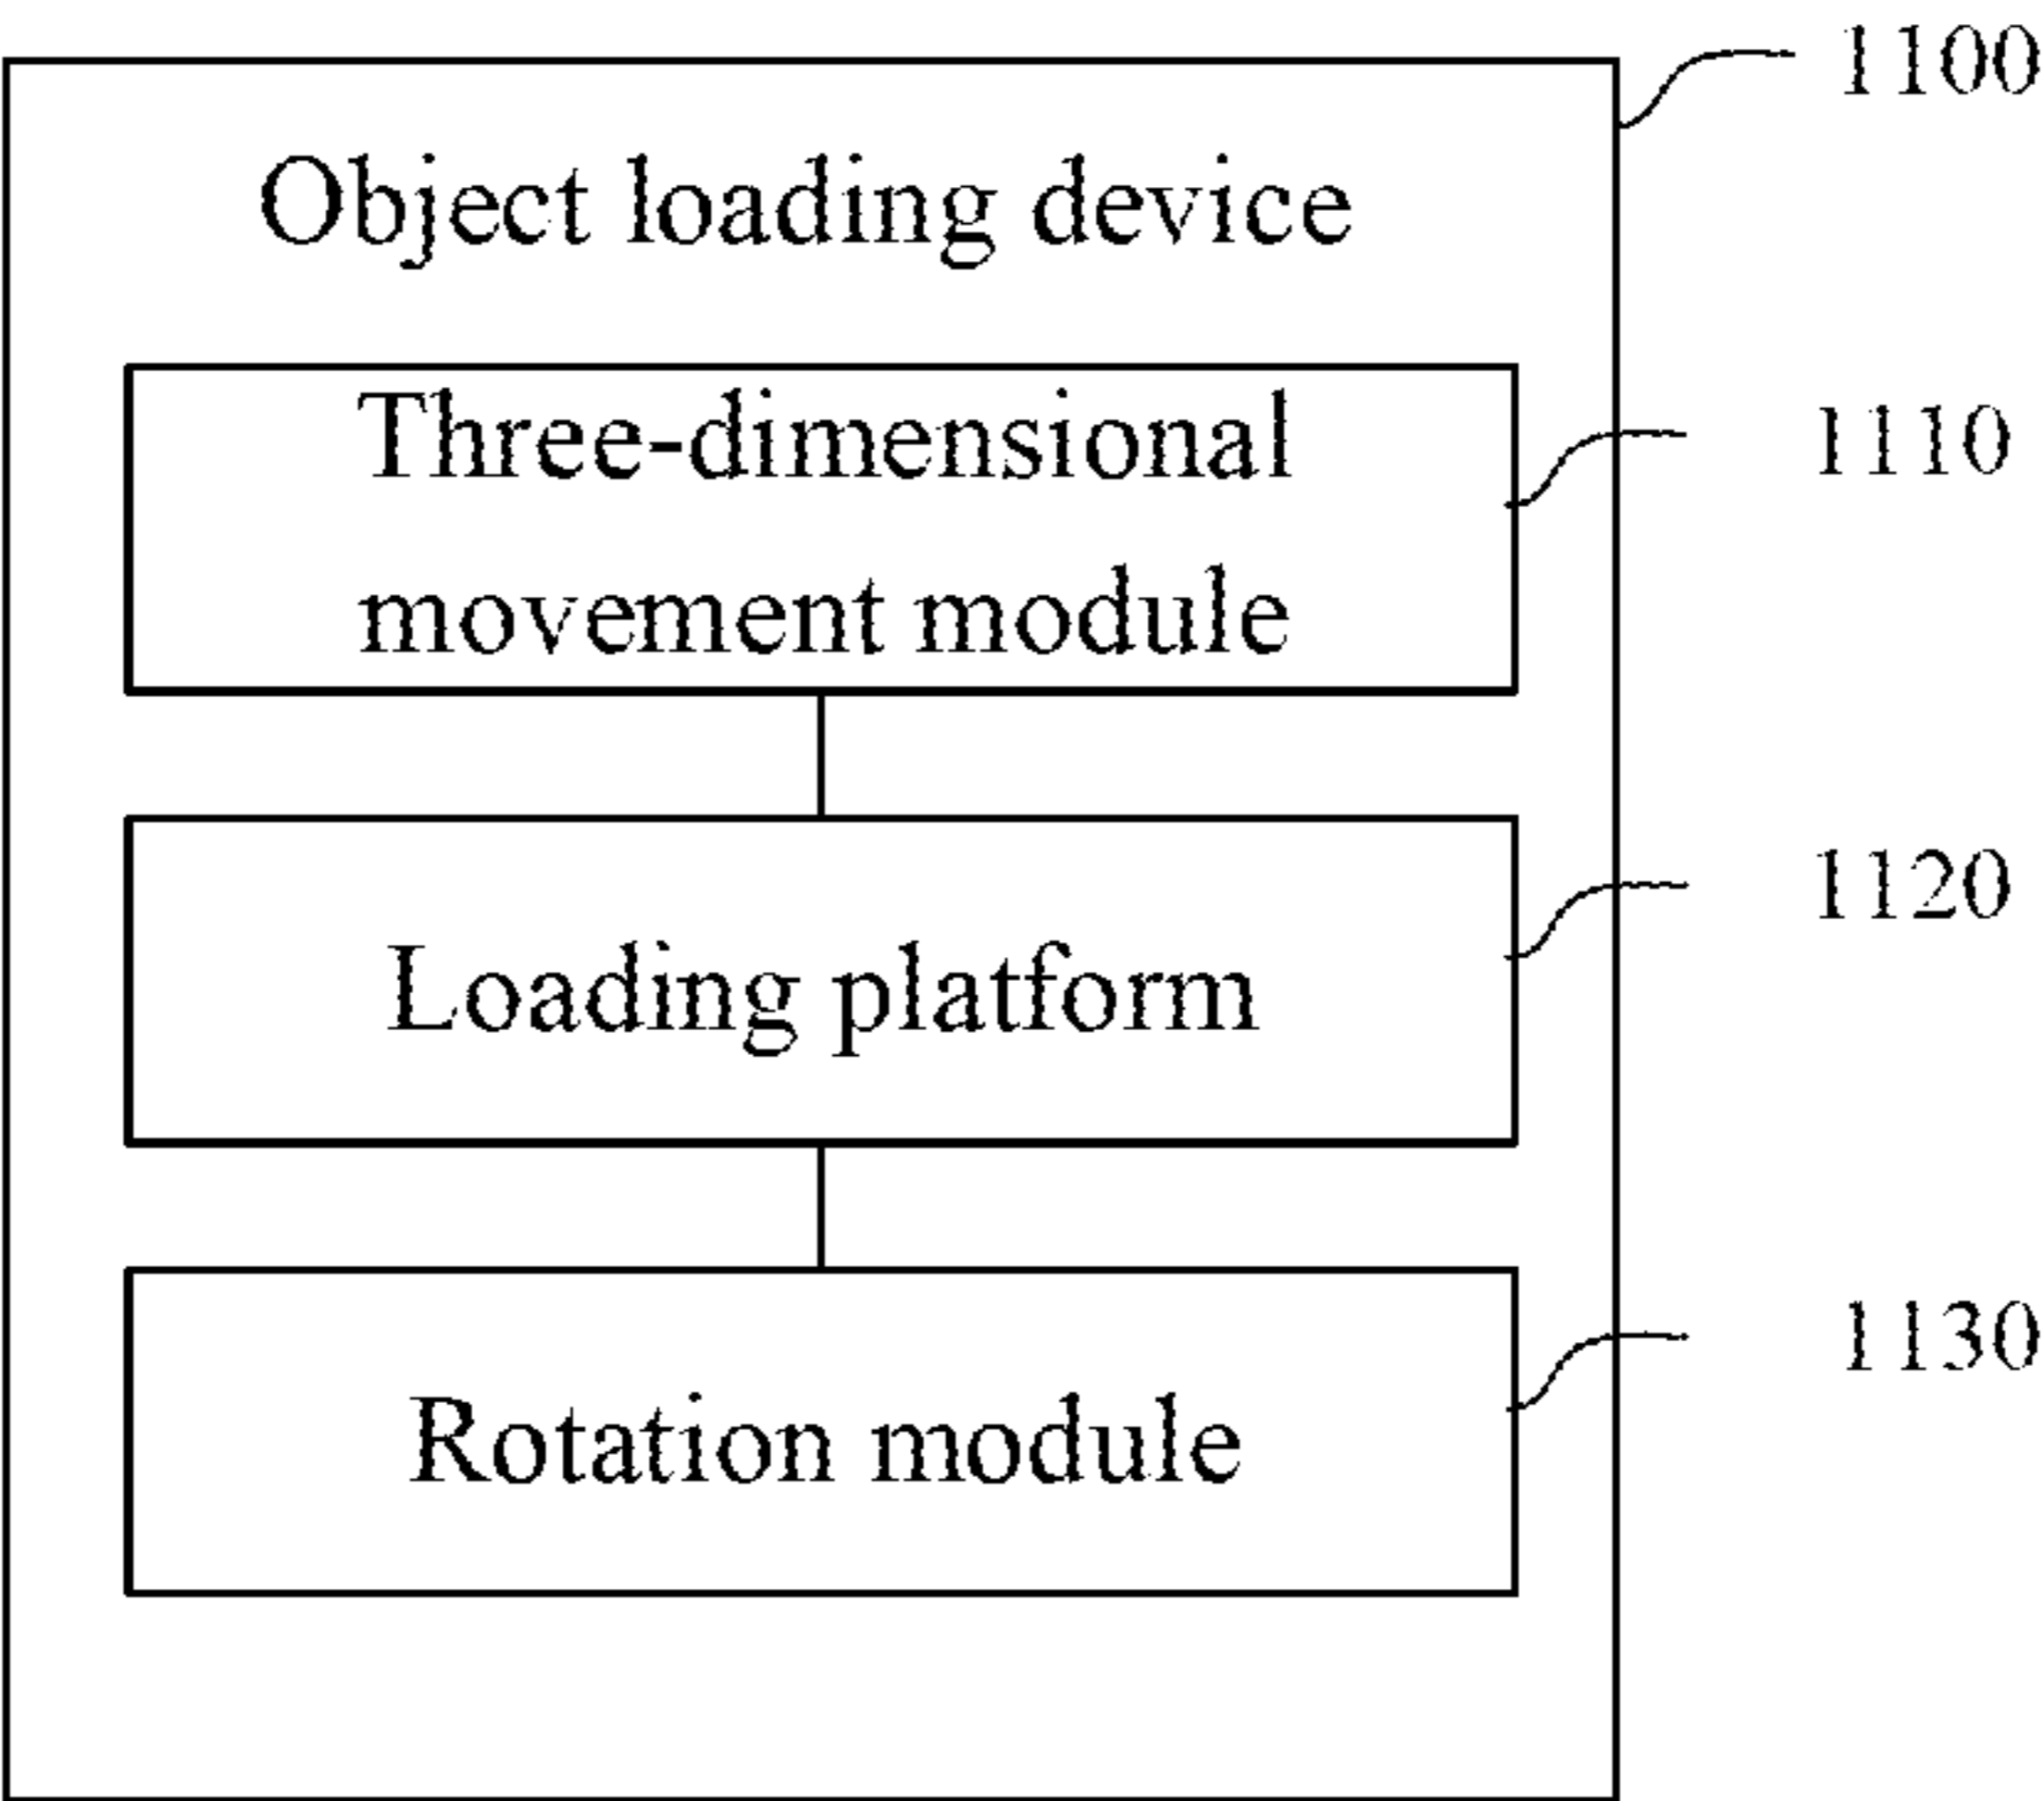 1100
Object loading device
Three-dimensional
1110
movement module
1120
Loading platform
1130
Rotation module